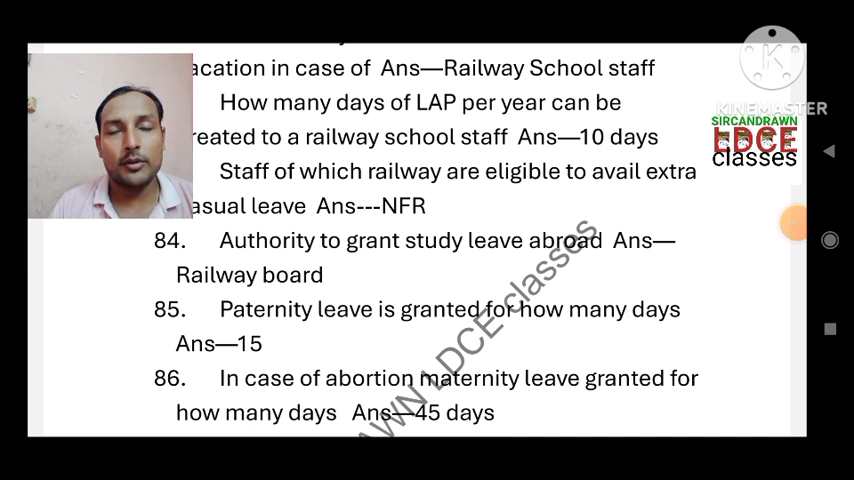 acation in case of Ans—Railway School staff
How many days of LAP per year can be
reated to a railway school staff Ans—10 days
Staff of which railway are eligible to avail extra
asual leave Ans---NFR
84. Authority to grant study leave abroad Ans—
Railway board
85. Paternity leave is granted for how many days
Ans—15
86. In case of abortion maternity leave granted for
how many days Ans—45 days
AWN LDCE classes
KINEMASTER
SIRCANDRAWN
LDCE
classes